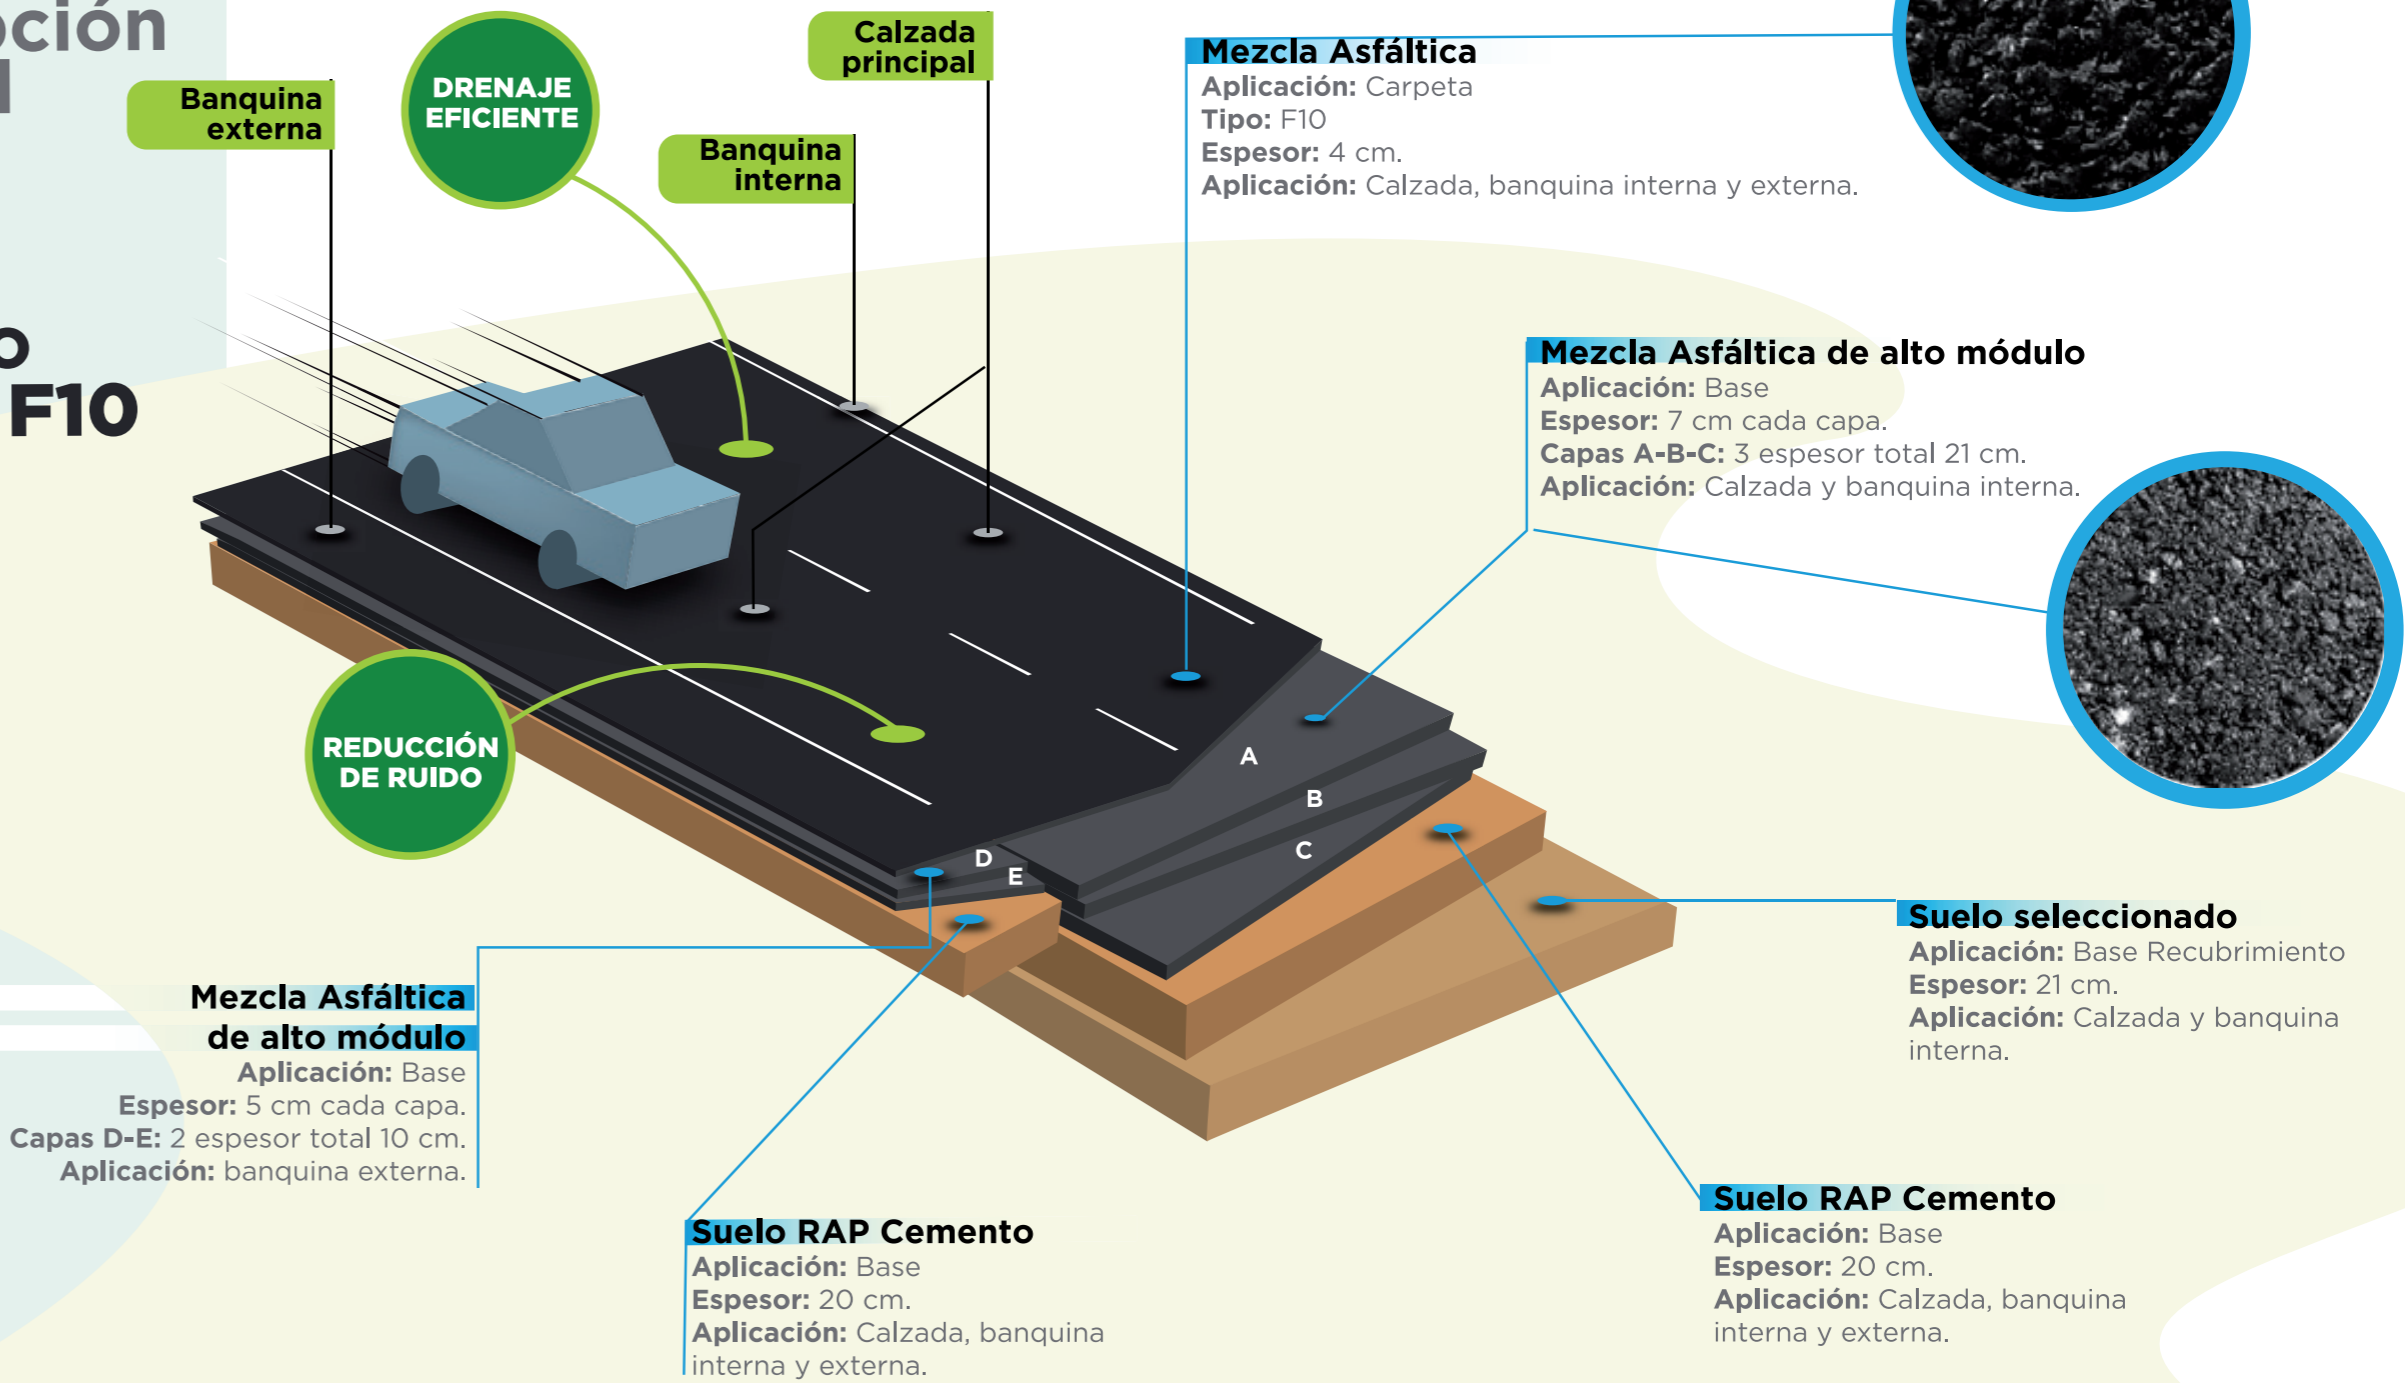 F10
Banquina
externa
DRENAJE
EFICIENTE
Calzada
principal
Banquina
interna
Mezcla Asfáltica
Aplicación: Carpeta
Tipo: F10
Espesor: 4 cm.
Aplicación: Calzada, banquina interna y externa.
Mezcla Asfáltica de alto módulo
Aplicación: Base
Espesor: 7 cm cada capa.
Capas A-B-C: 3 espesor total 21 cm.
Aplicación: Calzada y banquina interna.
REDUCCIÓN
DE RUIDO
A
B
C
D
E
Suelo seleccionado
Aplicación: Base Recubrimiento
Espesor: 21 cm.
Aplicación: Calzada y banquina
interna.
Mezcla Asfáltica
de alto módulo
Aplicación: Base
Espesor: 5 cm cada capa.
Capas D-E: 2 espesor total 10 cm.
Aplicación: banquina externa.
Suelo RAP Cemento
Aplicación: Base
Espesor: 20 cm.
Aplicación: Calzada, banquina
interna y externa.
Suelo RAP Cemento
Aplicación: Base
Espesor: 20 cm.
Aplicación: Calzada, banquina
interna y externa.